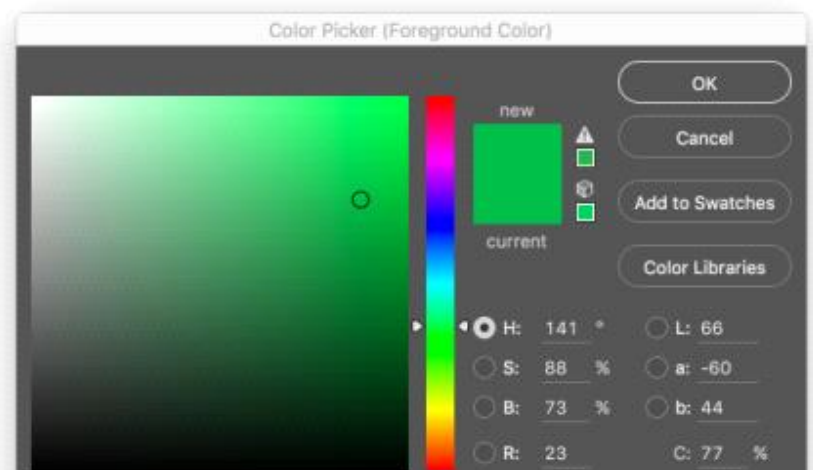 Color Picker (Foreground Color)
OK
new
Cancel
Add to Swatches
current
Color Libraries
H: 141 ° L: 66
S: 88 % a: -60
B: 73 % b: 44
R: 23 C: 77 %